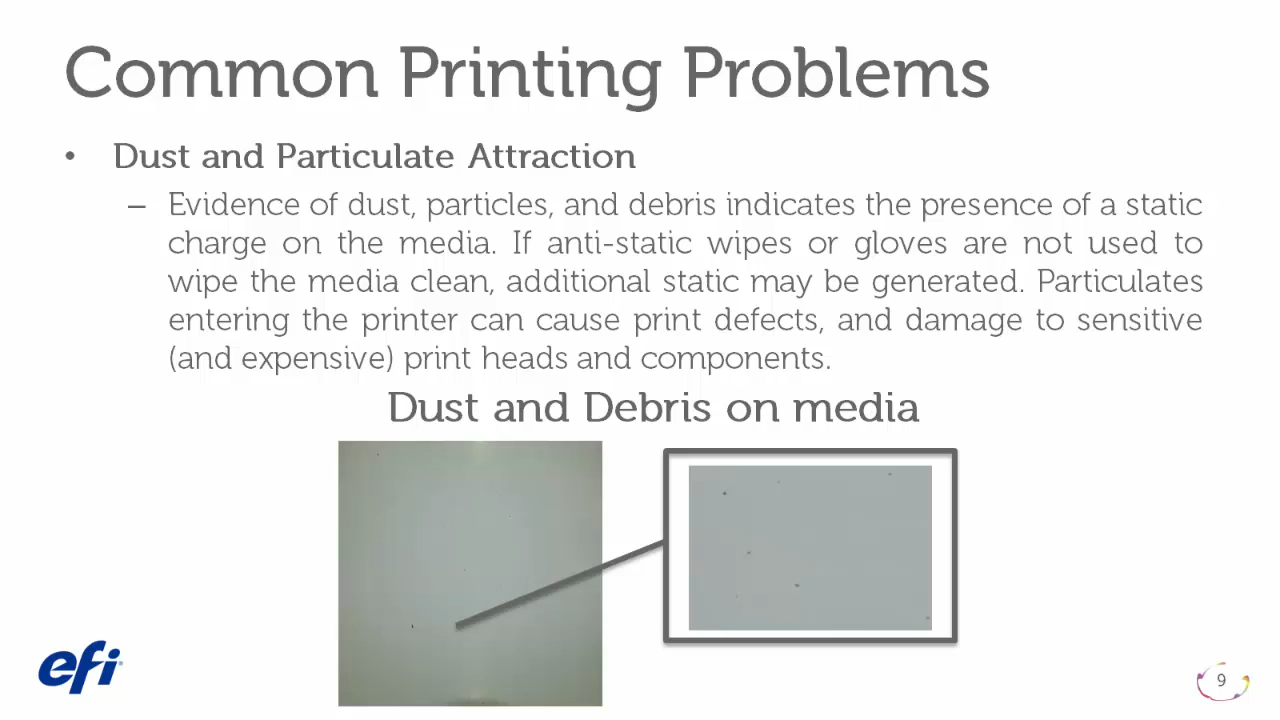 Common Printing Problems
• Dust and Particulate Attraction
– Evidence of dust, particles, and debris indicates the presence of a static
charge on the media. If anti-static wipes or gloves are not used to
wipe the media clean, additional static may be generated. Particulates
entering the printer can cause print defects, and damage to sensitive
(and expensive) print heads and components.
Dust and Debris on media
efi
9